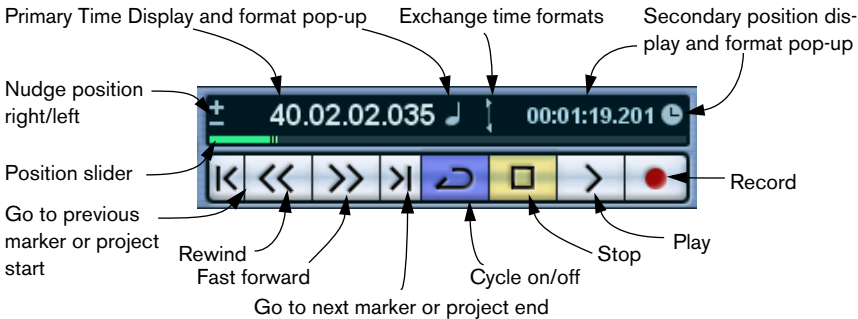 Primary Time Display and format pop-up
Exchange time formats
Secondary position dis-
play and format pop-up
Nudge position
right/left
40.02.02.035
00:01:19.201
Position slider
Record
Go to previous
marker or project
start
Rewind
Fast forward
Go to next marker or project end
Cycle on/off
Stop
Play